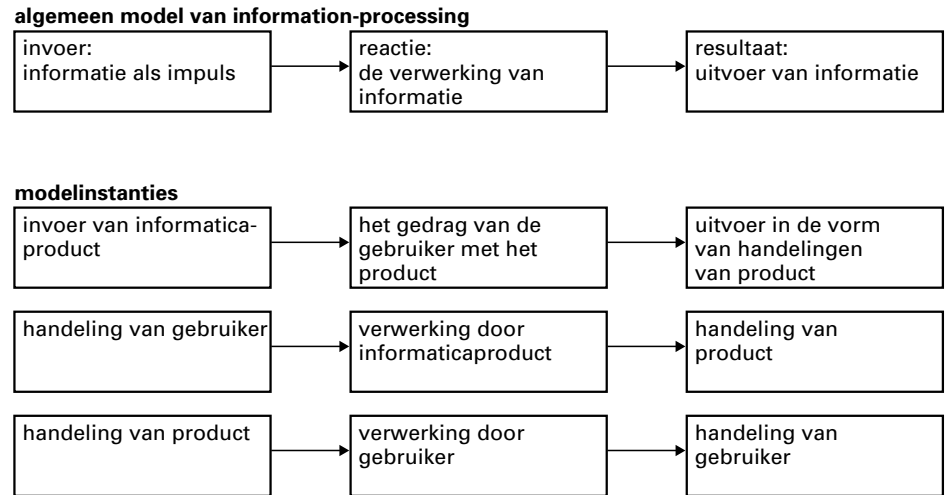 algemeen model van information-processing
invoer:
informatie als impuls
reactie:
de verwerking van
informatie
resultaat:
uitvoer van informatie
modelinstanties
invoer van informatica-
product
het gedrag van de
gebruiker met het
product
uitvoer in de vorm
van handelingen
van product
handeling van gebruiker
verwerking door
informaticaproduct
handeling van
product
handeling van product
verwerking door
gebruiker
handeling van
gebruiker